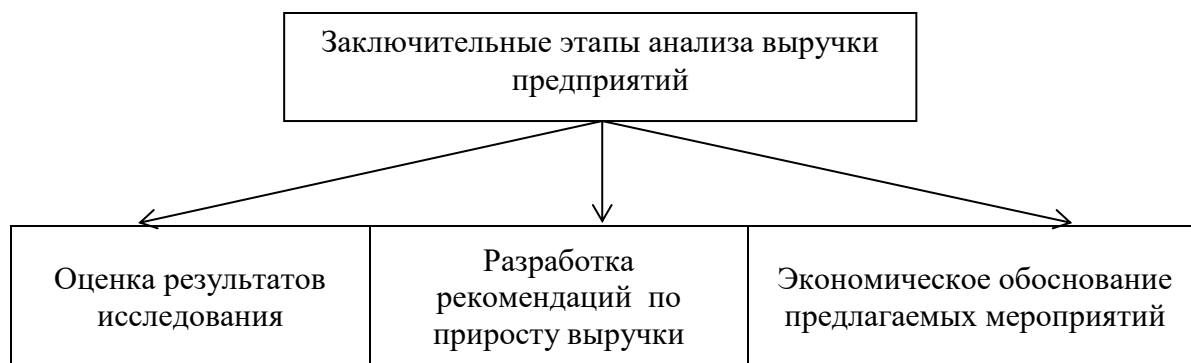 Заключительные этапы анализа выручки
предприятий
Оценка результатов
исследования
Разработка
рекомендаций по
приросту выручки
Экономическое обоснование
предлагаемых мероприятий